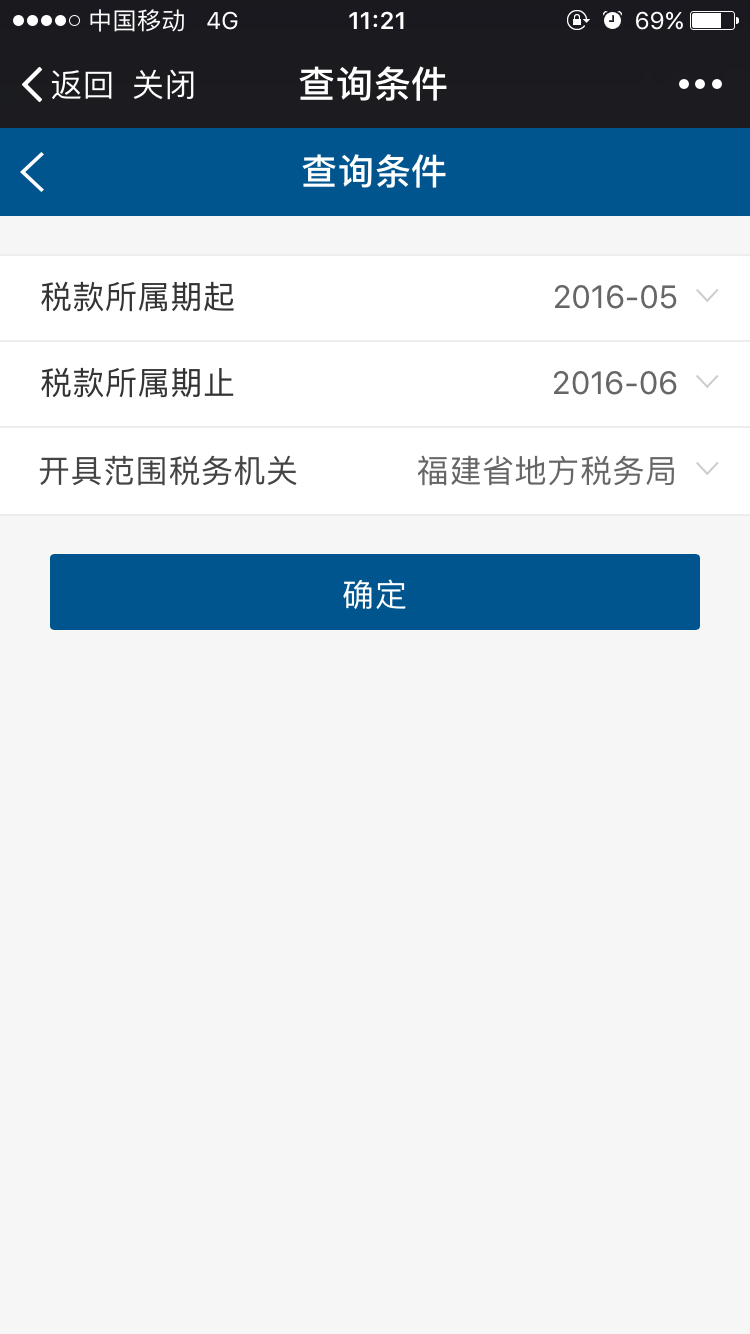 中国移动 4G 11:21 69%
返回 关闭 查询条件
查询条件
税款所属期起 2016-05
税款所属期止 2016-06
开具范围税务机关 福建省地方税务局
确定